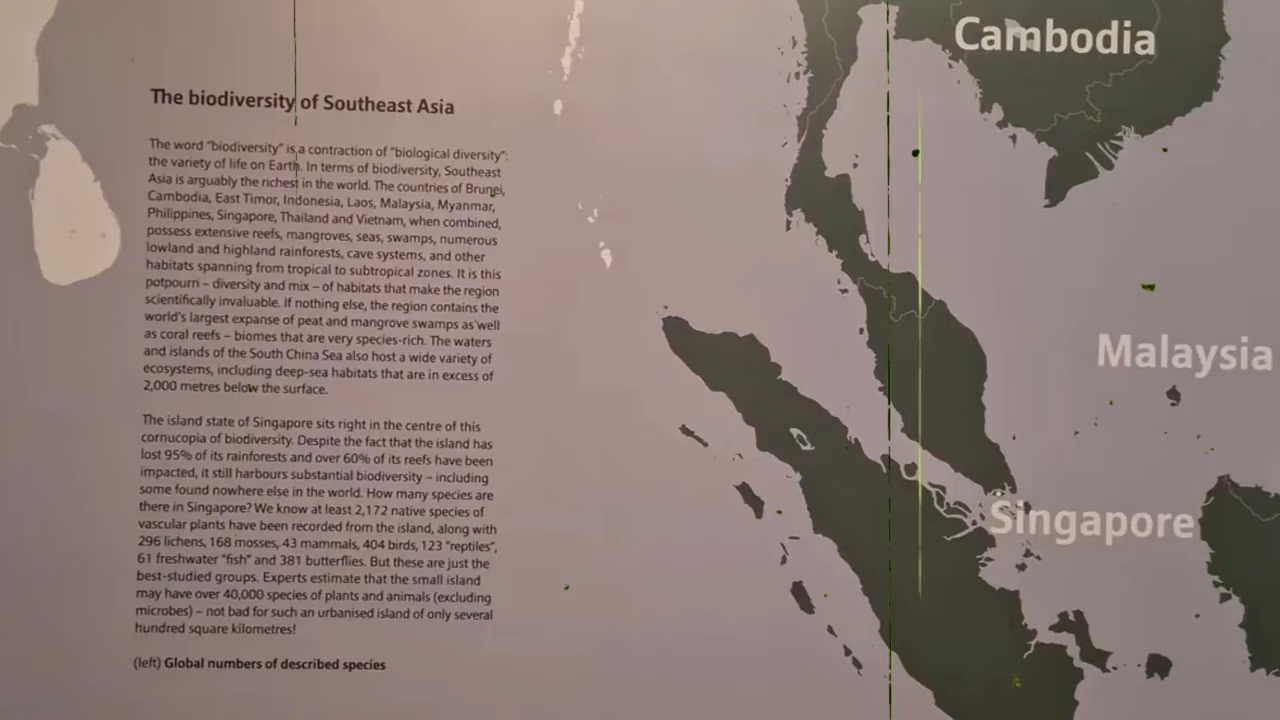 The biodiversity of Southeast Asia
The word "biodiversity" is a contraction of "biological diversity":
the variety of life on Earth. In terms of biodiversity, Southeast
Asia is arguably the richest in the world. The countries of Brunei,
Cambodia, East Timor, Indonesia, Laos, Malaysia, Myanmar,
Philippines, Singapore, Thailand and Vietnam, when combined,
possess extensive reefs, mangroves, seas, swamps, numerous
lowland and highland rainforests, cave systems, and other
habitats spanning from tropical to subtropical zones. It is this
potpourri – diversity and mix – of habitats that make the region
scientifically invaluable. If nothing else, the region contains the
world's largest expanse of peat and mangrove swamps as well
as coral reefs – biomes that are very species-rich. The waters
and islands of the South China Sea also host a wide variety of
ecosystems, including deep-sea habitats that are in excess of
2,000 metres below the surface.
The island state of Singapore sits right in the centre of this
cornucopia of biodiversity. Despite the fact that the island has
lost 95% of its rainforests and over 60% of its reefs have been
impacted, it still harbours substantial biodiversity – including
some found nowhere else in the world. How many species are
there in Singapore? We know at least 2,172 native species of
vascular plants have been recorded from the island, along with
296 lichens, 168 mosses, 43 mammals, 404 birds, 123 "reptiles",
61 freshwater "fish" and 381 butterflies. But these are just the
best-studied groups. Experts estimate that the small island
may have over 40,000 species of plants and animals (excluding
microbes) – not bad for such an urbanised island of only several
hundred square kilometres!
(left) Global numbers of described species
Cambodia
Malaysia
Singapore